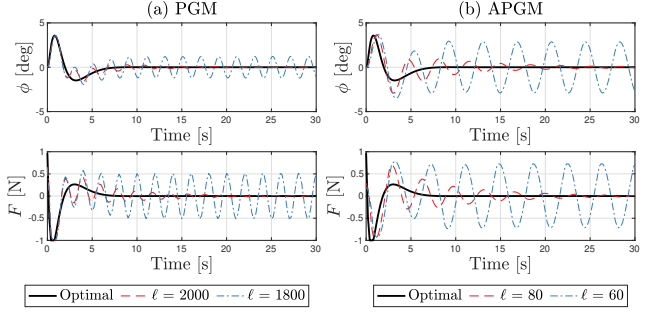 (a) PGM
5
0
-5
ϕ [deg]
0 5 10 15 20 25 30
Time [s]
1
0.5
0
-0.5
-1
F [N]
0 5 10 15 20 25 30
Time [s]
Optimal ℓ = 2000 ℓ = 1800
(b) APGM
5
0
-5
ϕ [deg]
0 5 10 15 20 25 30
Time [s]
1
0.5
0
-0.5
-1
F [N]
0 5 10 15 20 25 30
Time [s]
Optimal ℓ = 80 ℓ = 60